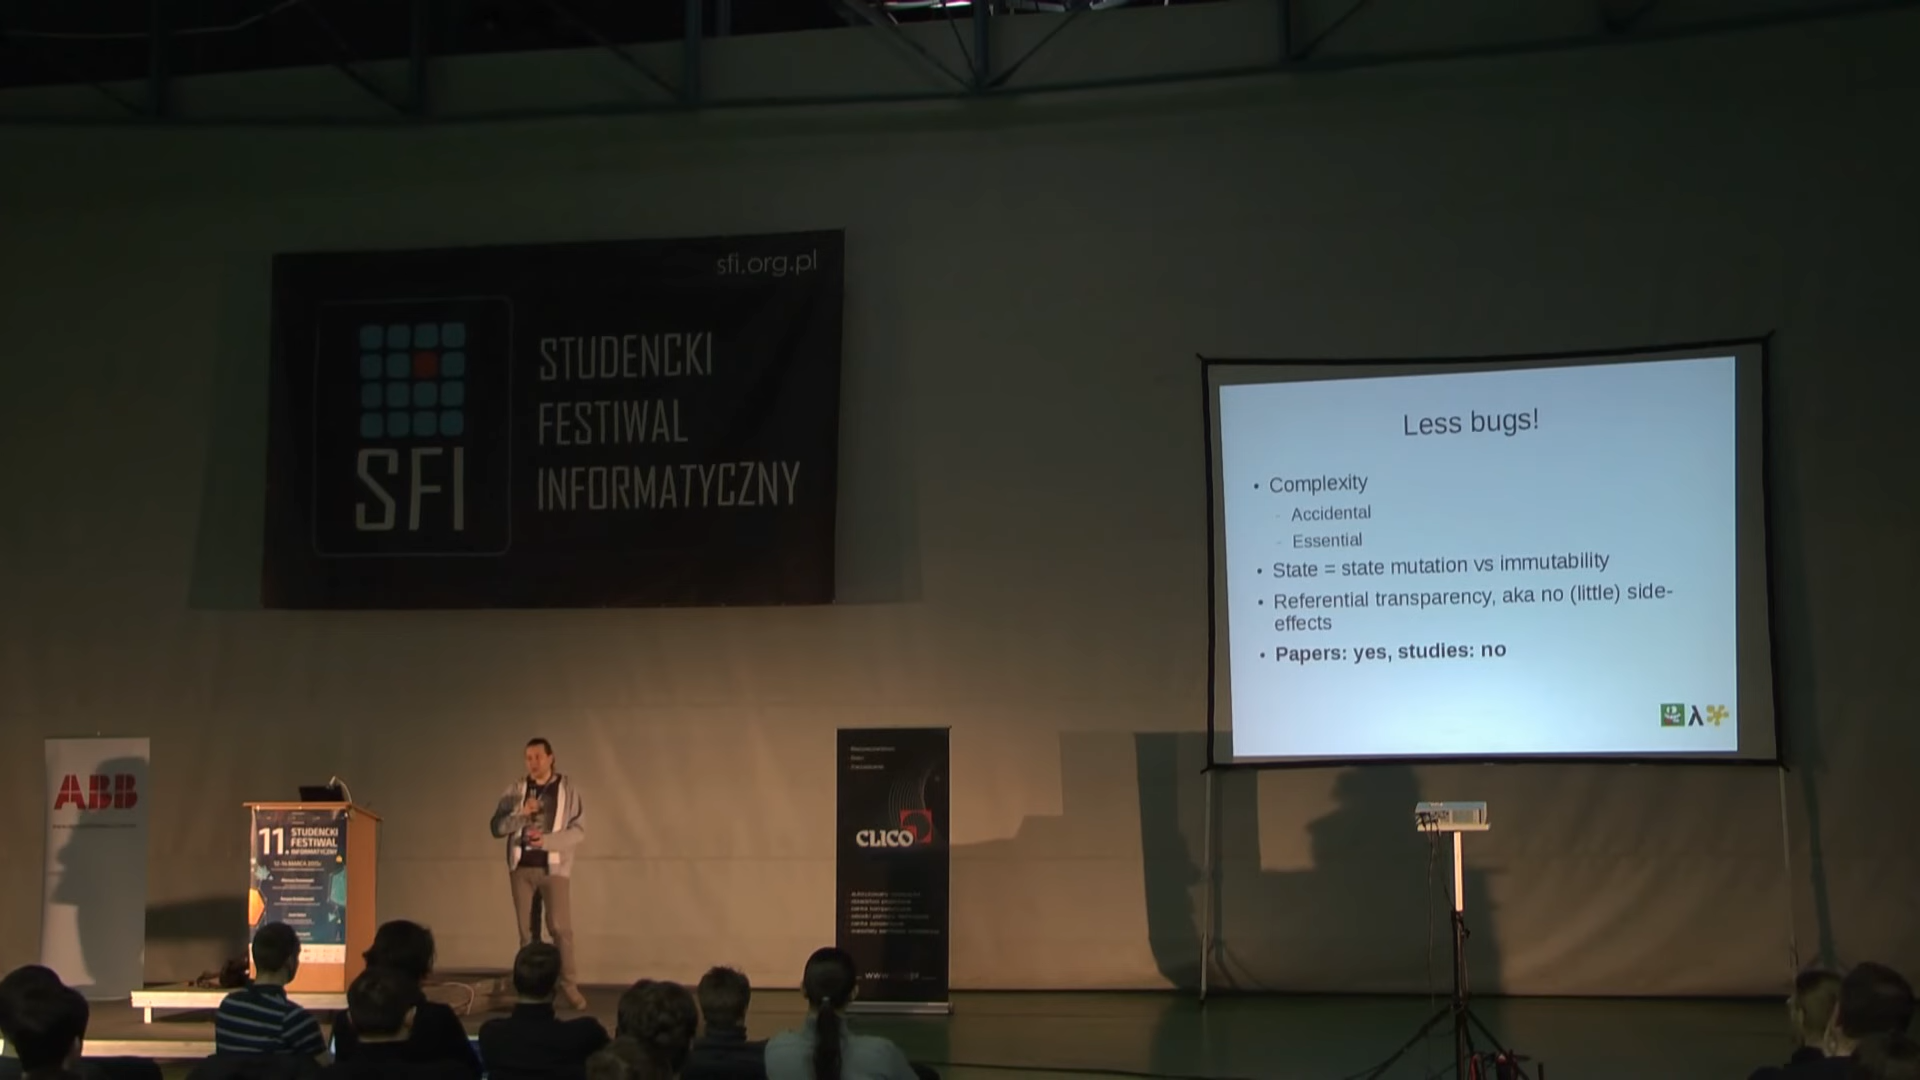 sfi.org.pl
STUDENCKI
FESTIWAL
INFORMATYCZNY
SFI
Less bugs!
• Complexity
- Accidental
- Essential
• State = state mutation vs immutability
• Referential transparency, aka no (little) side-
effects
• Papers: yes, studies: no
λ
ABB
11. STUDENCKI
FESTIWAL
INFORMATYCZNY
CLICO